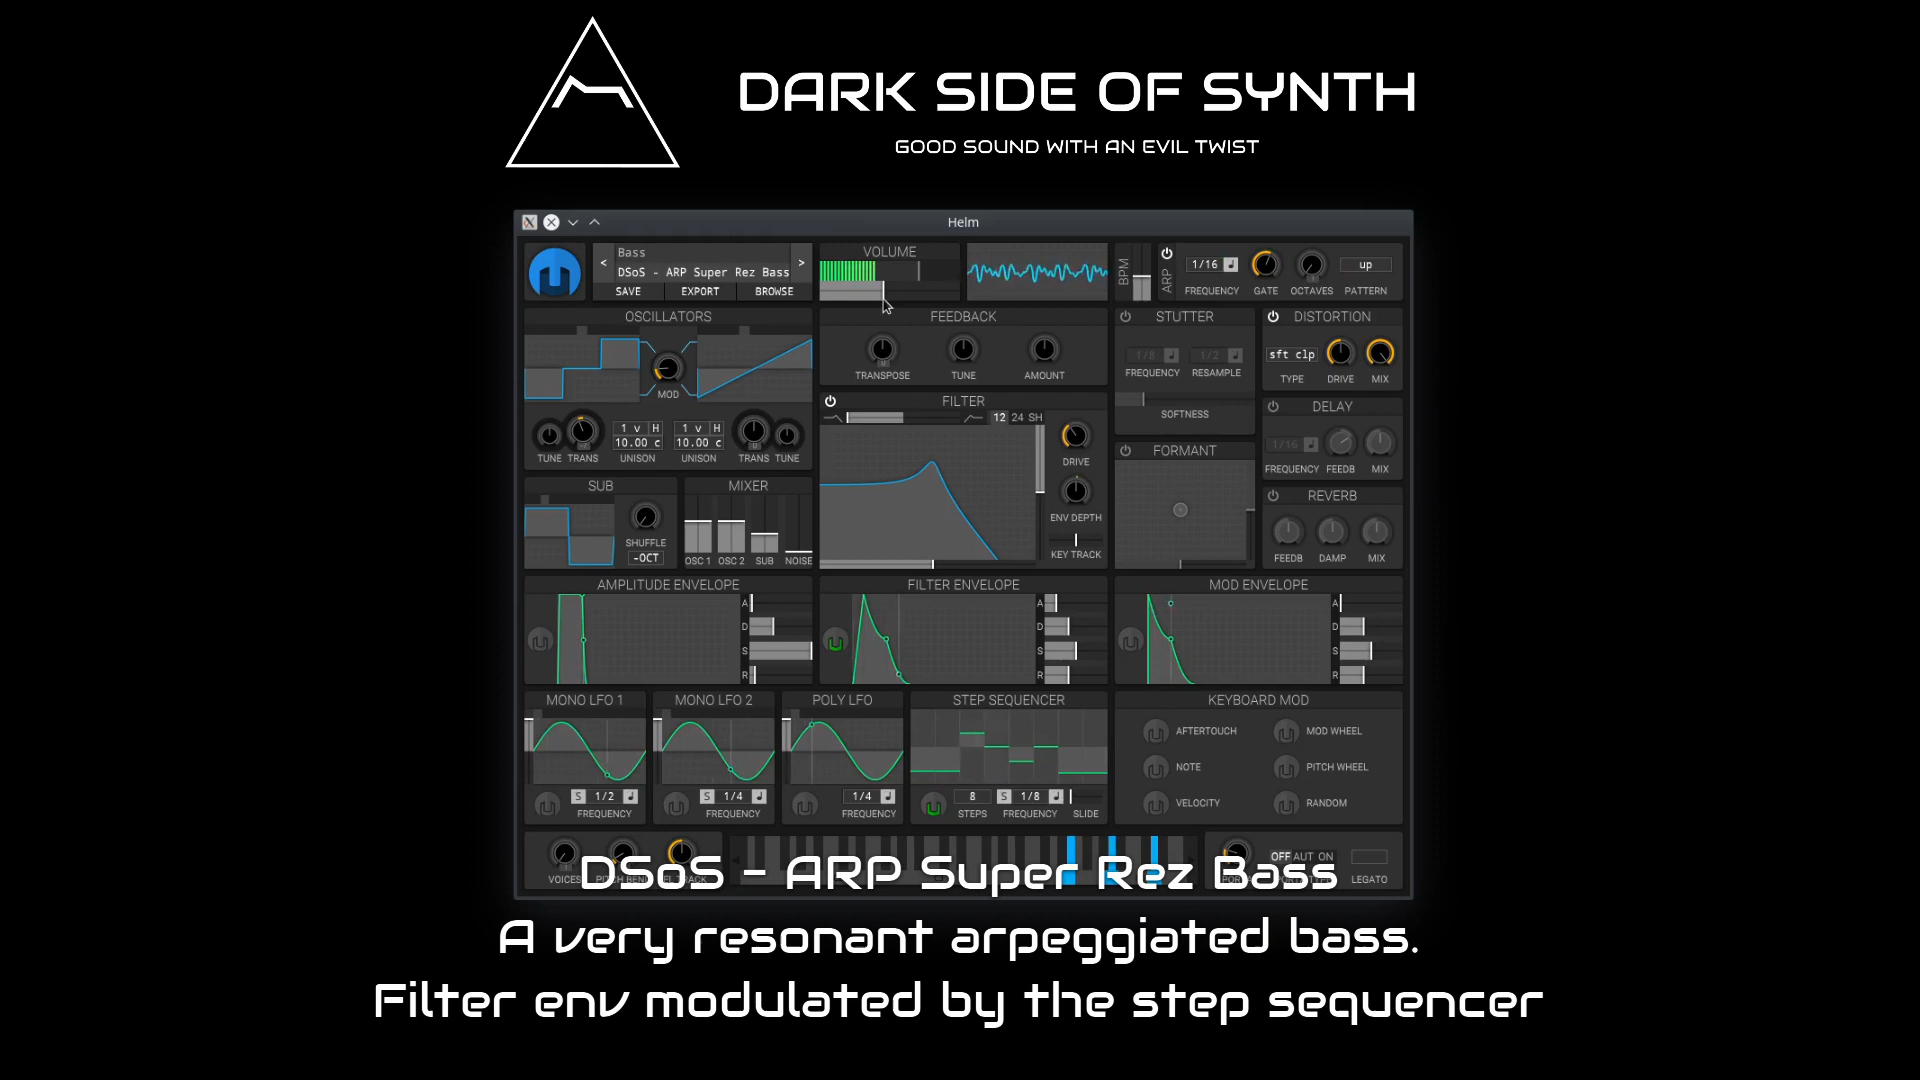 DARK SIDE OF SYNTH
GOOD SOUND WITH AN EVIL TWIST
Helm
Bass
< DSoS - ARP Super Rez Bass >
SAVE EXPORT BROWSE
VOLUME
BPM
ARP
1/16 up
FREQUENCY GATE OCTAVES PATTERN
OSCILLATORS
MOD
1 v H 1 v H
10.00 c 10.00 c
TUNE TRANS UNISON UNISON TRANS TUNE
FEEDBACK
TRANSPOSE TUNE AMOUNT
STUTTER
1/8 1/2
FREQUENCY RESAMPLE
SOFTNESS
DISTORTION
sft clp
TYPE DRIVE MIX
FILTER
12 24 SH
DRIVE
ENV DEPTH
KEY TRACK
DELAY
1/16
FREQUENCY FEEDB MIX
FORMANT
REVERB
FEEDB DAMP MIX
SUB
SHUFFLE
-OCT
MIXER
OSC 1 OSC 2 SUB NOISE
AMPLITUDE ENVELOPE
A
D
S
R
FILTER ENVELOPE
A
D
S
R
MOD ENVELOPE
A
D
S
R
MONO LFO 1
S 1/2
FREQUENCY
MONO LFO 2
S 1/4
FREQUENCY
POLY LFO
1/4
FREQUENCY
STEP SEQUENCER
8 S 1/8
STEPS FREQUENCY SLIDE
KEYBOARD MOD
AFTERTOUCH MOD WHEEL
NOTE PITCH WHEEL
VELOCITY RANDOM
OFF AUT ON
VOICES LEGATO
DSoS - ARP Super Rez Bass
A very resonant arpeggiated bass.
Filter env modulated by the step sequencer